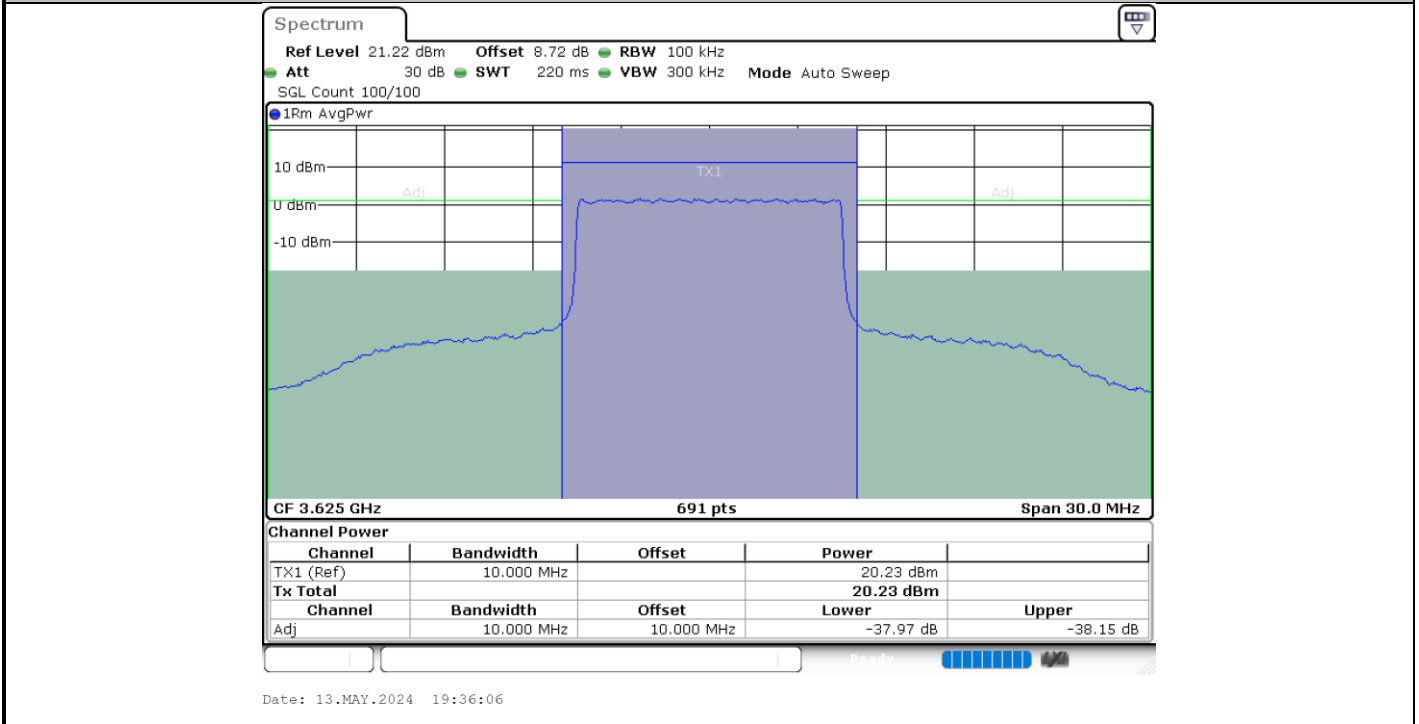 Spectrum
Ref Level 21.22 dBm Offset 8.72 dB RBW 100 kHz
Att 30 dB SWT 220 ms VBW 300 kHz Mode Auto Sweep
SGL Count 100/100
1Rm AvgPwr
10 dBm
TX1
Adj Adj
0 dBm
-10 dBm
CF 3.625 GHz 691 pts Span 30.0 MHz
Channel Power
Channel Bandwidth Offset Power
TX1 (Ref) 10.000 MHz 20.23 dBm
Tx Total 20.23 dBm
Channel Bandwidth Offset Lower Upper
Adj 10.000 MHz 10.000 MHz -37.97 dB -38.15 dB
Ready
Date: 13.MAY.2024 19:36:06